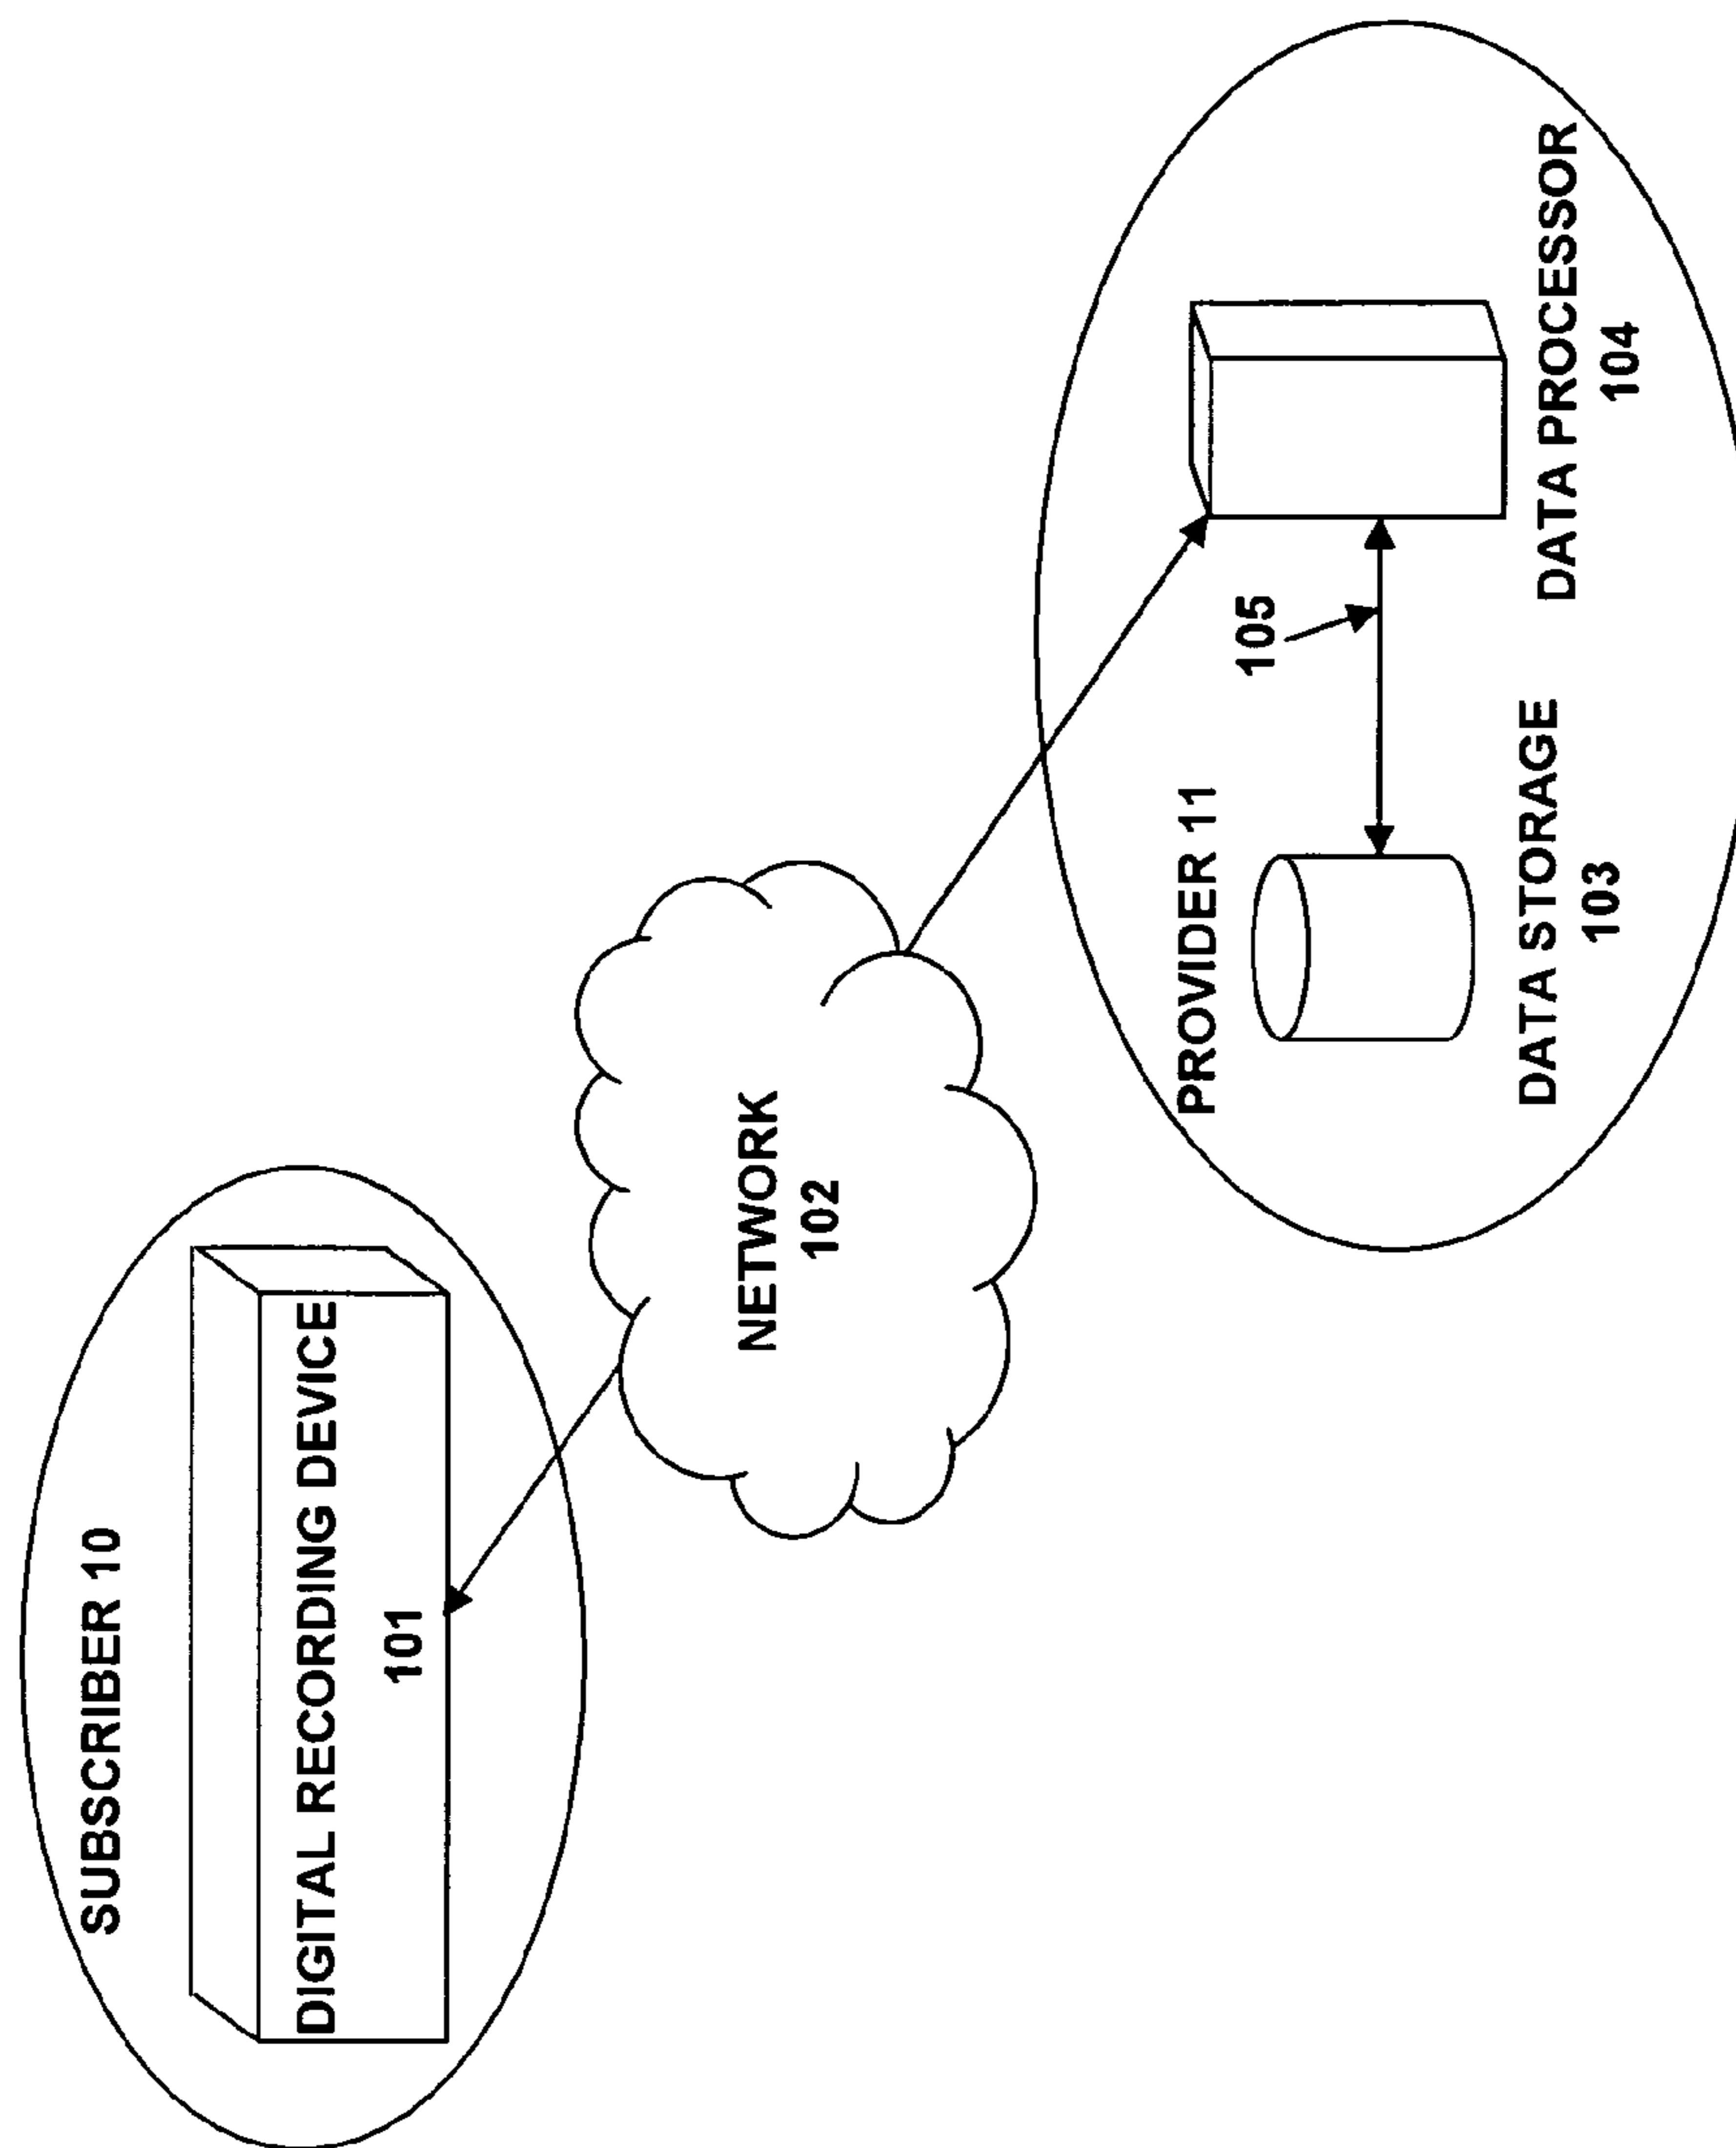 SUBSCRIBER 10
DIGITAL RECORDING DEVICE
101
NETWORK
102
PROVIDER 11
105
DATA STORAGE
103
DATA PROCESSOR
104